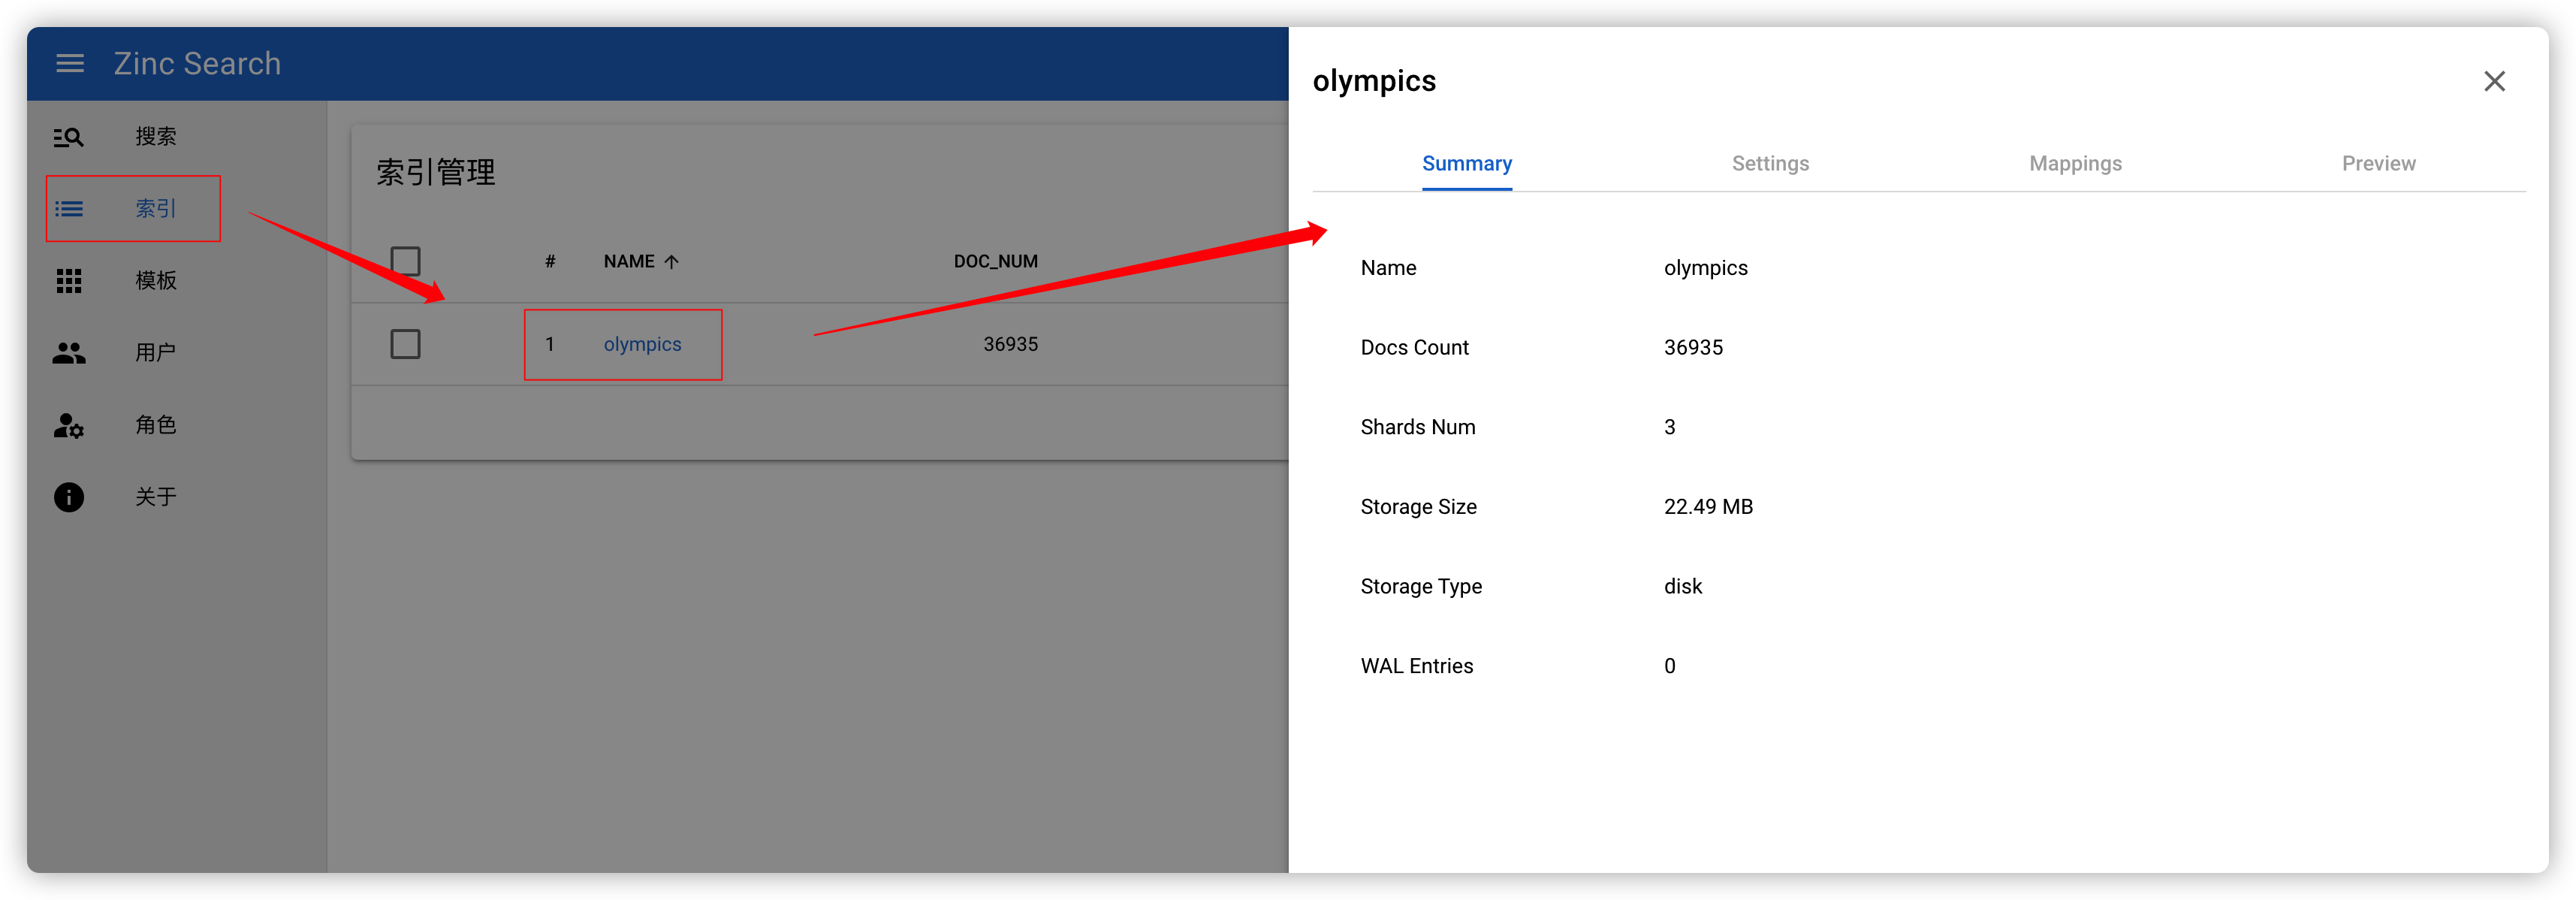 Zinc Search
搜索
索引
模板
用户
角色
关于
索引管理
# NAME DOC_NUM
1 olympics 36935
olympics
Summary Settings Mappings Preview
Name olympics
Docs Count 36935
Shards Num 3
Storage Size 22.49 MB
Storage Type disk
WAL Entries 0